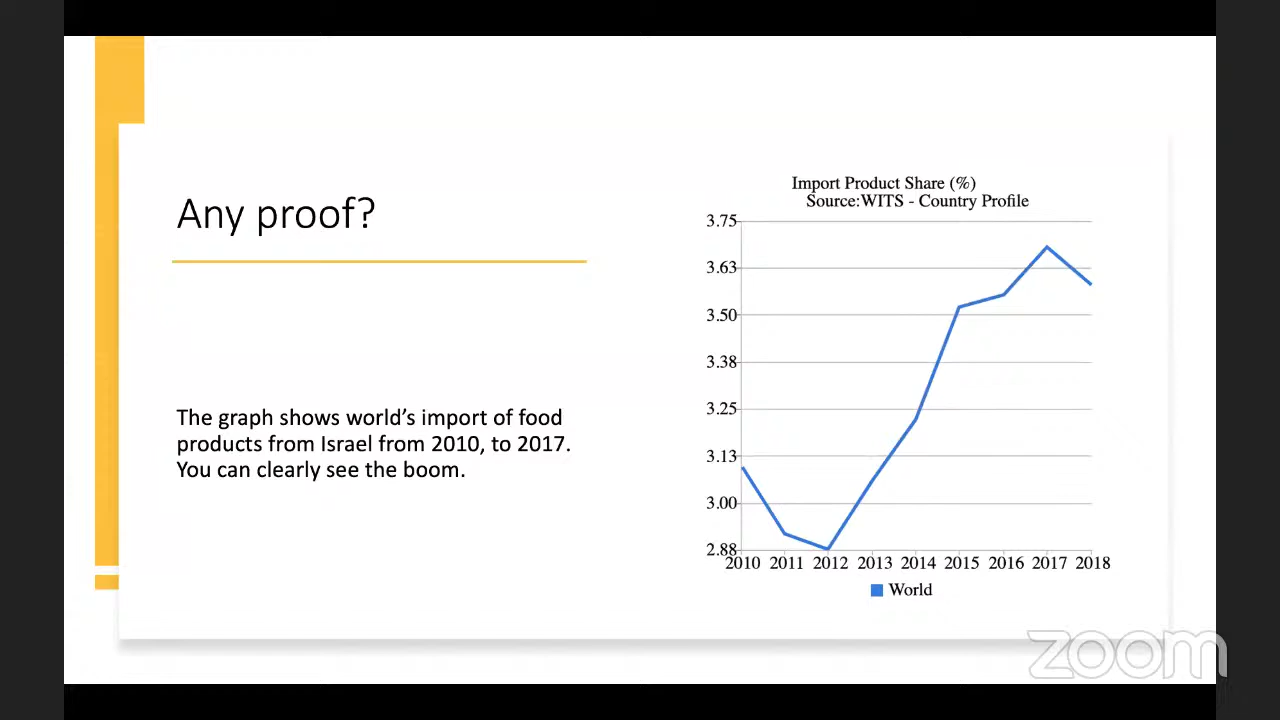 Any proof?
The graph shows world's import of food
products from Israel from 2010, to 2017.
You can clearly see the boom.
Import Product Share (%)
Source:WITS - Country Profile
3.75
3.63
3.50
3.38
3.25
3.13
3.00
2.88
2010 2011 2012 2013 2014 2015 2016 2017 2018
World
zoom